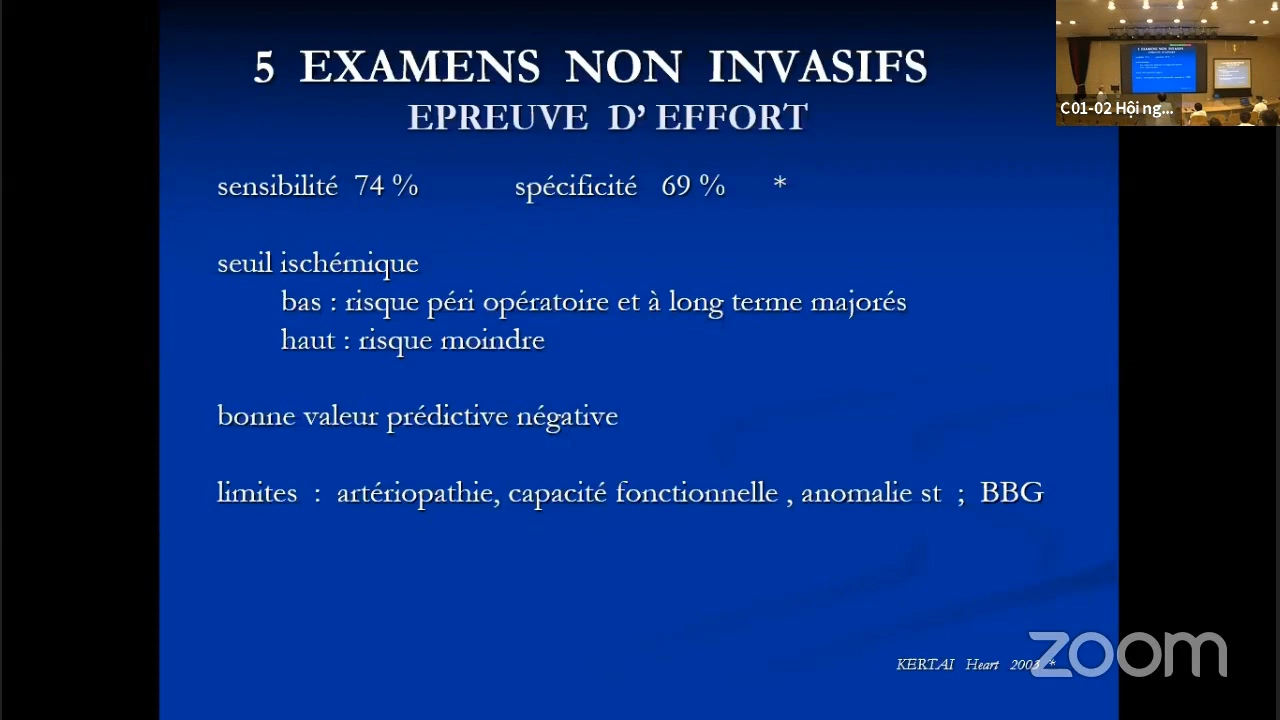 5 EXAMENS NON INVASIFS
EPREUVE D' EFFORT
sensibilité 74 % spécificité 69 % *
seuil ischémique
bas : risque péri opératoire et à long terme majorés
haut : risque moindre
bonne valeur prédictive négative
limites : artériopathie, capacité fonctionnelle , anomalie st ; BBG
KERTAI Heart 2003 *
zoom
C01-02 Hội ng...